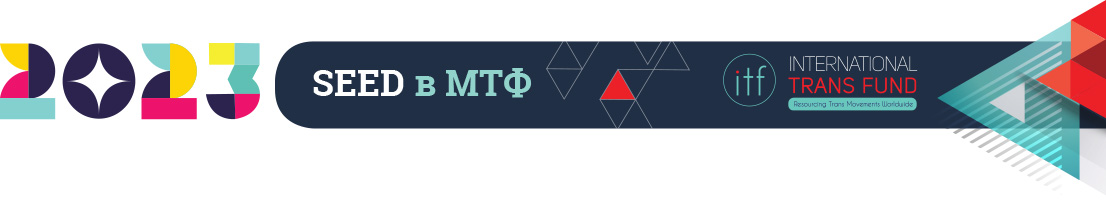 2023
SEED в МТФ
itf
INTERNATIONAL
TRANS FUND
Resourcing Trans Movements Worldwide